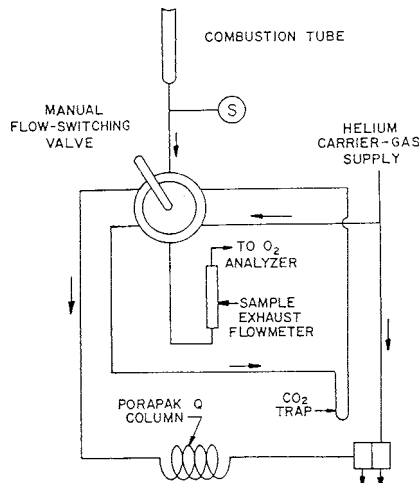 COMBUSTION TUBE
S
MANUAL
FLOW-SWITCHING
VALVE
HELIUM
CARRIER-GAS
SUPPLY
TO O₂
ANALYZER
SAMPLE
EXHAUST
FLOWMETER
CO₂
TRAP
PORAPAK Q
COLUMN